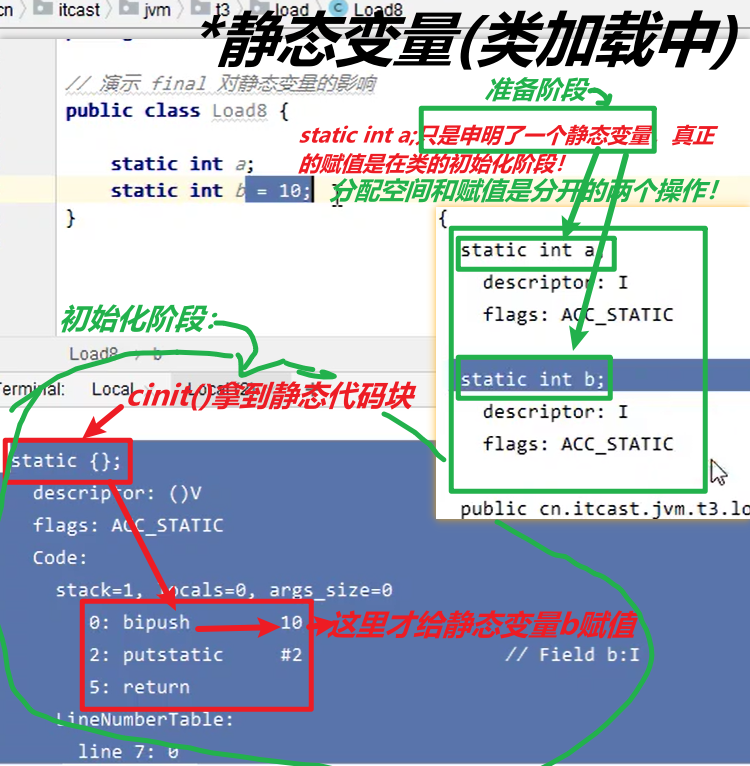 cn itcast jvm t3 load Load8
*静态变量(类加载中)
// 演示 final 对静态变量的影响
准备阶段
public class Load8 {
static int a;只是申明了一个静态变量 真正
的赋值是在类的初始化阶段!
static int a;
static int b = 10;
分配空间和赋值是分开的两个操作!
}
{
static int a
descriptor: I
flags: ACC_STATIC
初始化阶段:
Load8 › b
static int b;
Terminal: Local
cinit()拿到静态代码块
descriptor: I
flags: ACC_STATIC
static {};
descriptor: ()V
public cn.itcast.jvm.t3.lo
flags: ACC_STATIC
Code:
stack=1, locals=0, args_size=0
0: bipush 10
这里才给静态变量b赋值
2: putstatic #2 // Field b:I
5: return
LineNumberTable:
line 7: 0